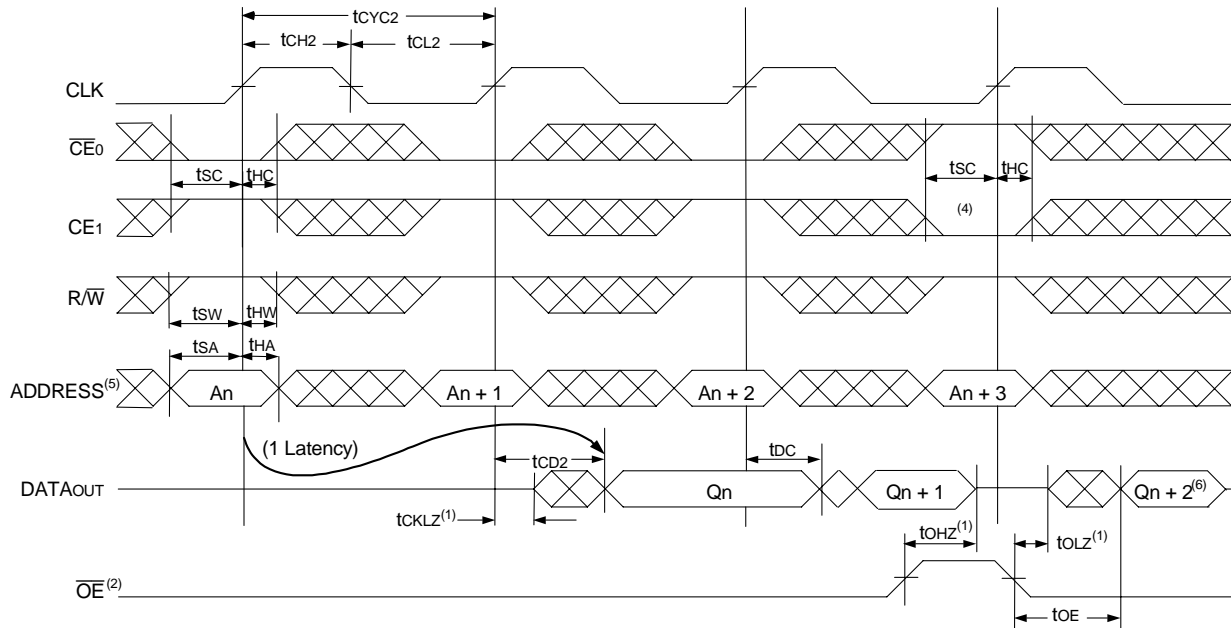 tCYC2
tCH2
tCL2
CLK
CE0
tSC
tHC
tSC
tHC
CE1
(4)
R/W
tSW
tHW
tSA
tHA
ADDRESS(5)
An
An + 1
An + 2
An + 3
(1 Latency)
tCD2
tDC
DATAOUT
Qn
Qn + 1
Qn + 2(6)
tCKLZ(1)
tOHZ(1)
tOLZ(1)
OE(2)
tOE